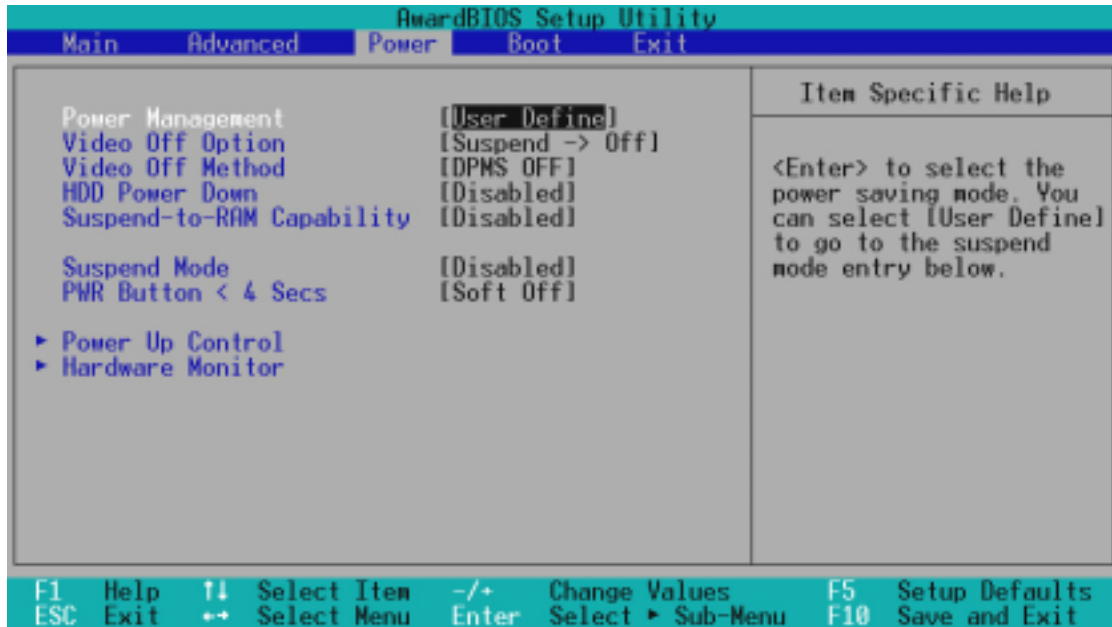 AwardBIOS Setup Utility
Main Advanced Power Boot Exit
Item Specific Help
Power Management [User Define]
Video Off Option [Suspend -> Off]
Video Off Method [DPMS OFF]
HDD Power Down [Disabled]
Suspend-to-RAM Capability [Disabled]
Suspend Mode [Disabled]
PWR Button < 4 Secs [Soft Off]
► Power Up Control
► Hardware Monitor
<Enter> to select the
power saving mode. You
can select [User Define]
to go to the suspend
mode entry below.
F1 Help ↑↓ Select Item -/+ Change Values F5 Setup Defaults
ESC Exit ←→ Select Menu Enter Select ► Sub-Menu F10 Save and Exit